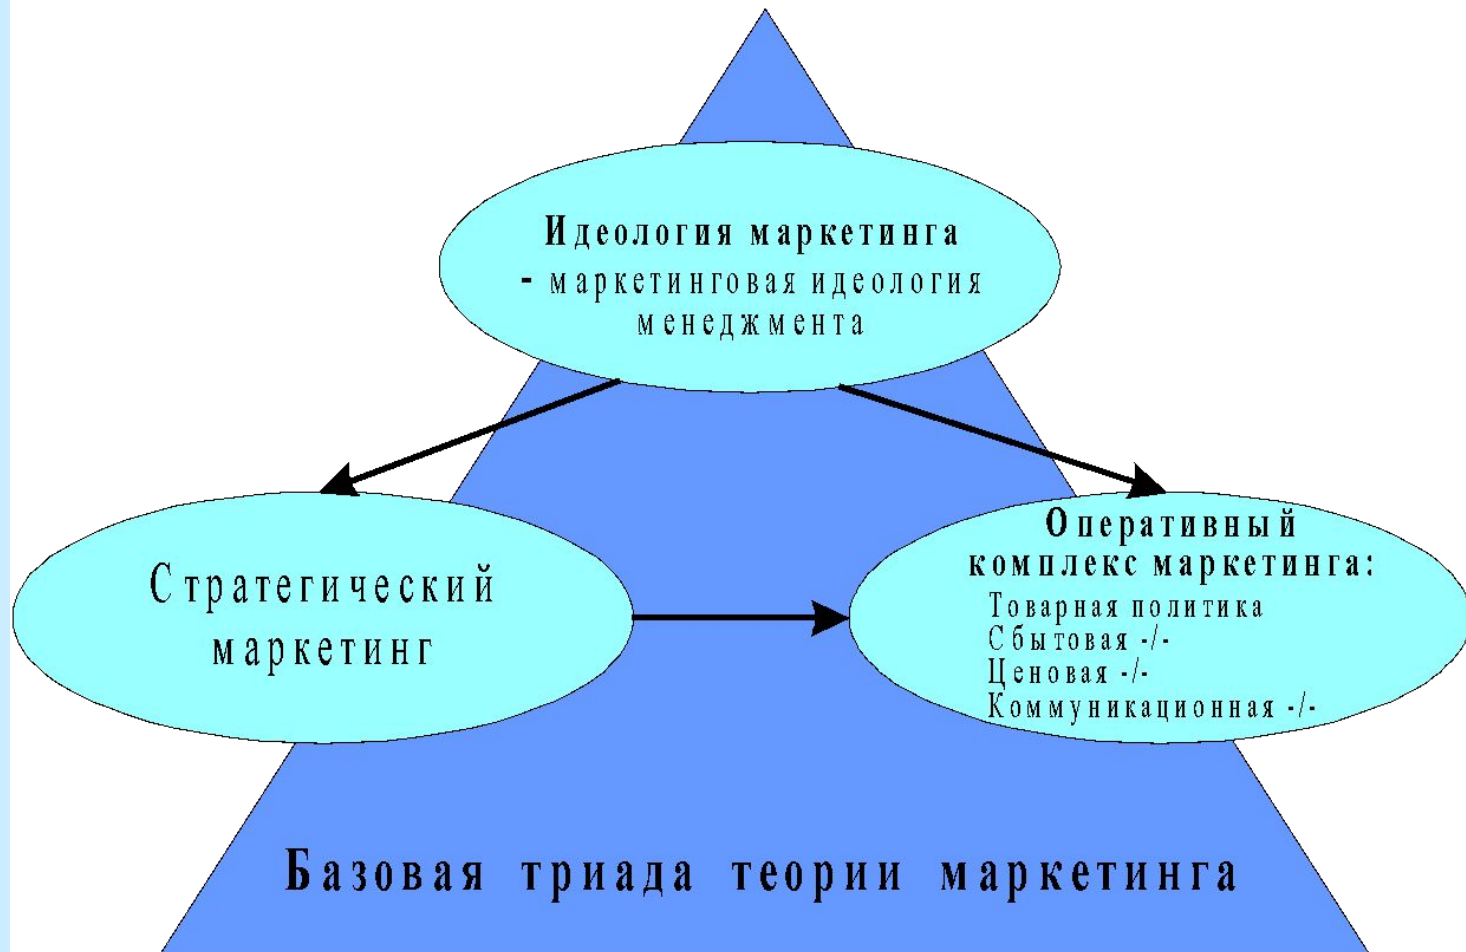 Идеология маркетинга
- маркетинговая идеология
менеджмента
Стратегический
маркетинг
Оперативный
комплекс маркетинга:
Товарная политика
Сбытовая -/-
Ценовая -/-
Коммуникационная -/-
Базовая триада теории маркетинга